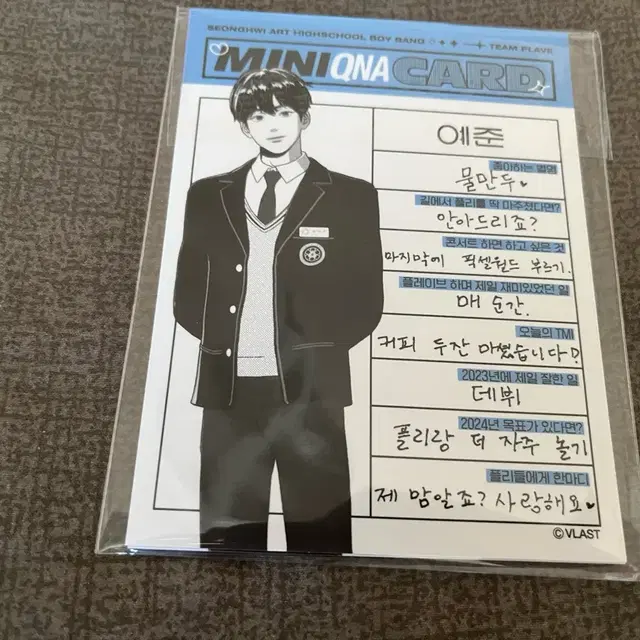 SEONGHWI ART HIGHSCHOOL BOY BAND TEAM PLAVE
MINI QNA CARD
예준
좋아하는 별명
물만두♥
길에서 플리를 딱 마주쳤다면?
안아드리죠?
콘서트 하면 하고 싶은 것
마지막에 픽셀월드 부르기.
플레이브 하며 제일 재미있었던 일
매 순간.
오늘의 TMI
커피 두잔 마셨습니다!
2023년에 제일 잘한 일
데뷔
2024년 목표가 있다면?
플리랑 더 자주 놀기
플리들에게 한마디
제 맘알죠? 사랑해요♥
©VLAST